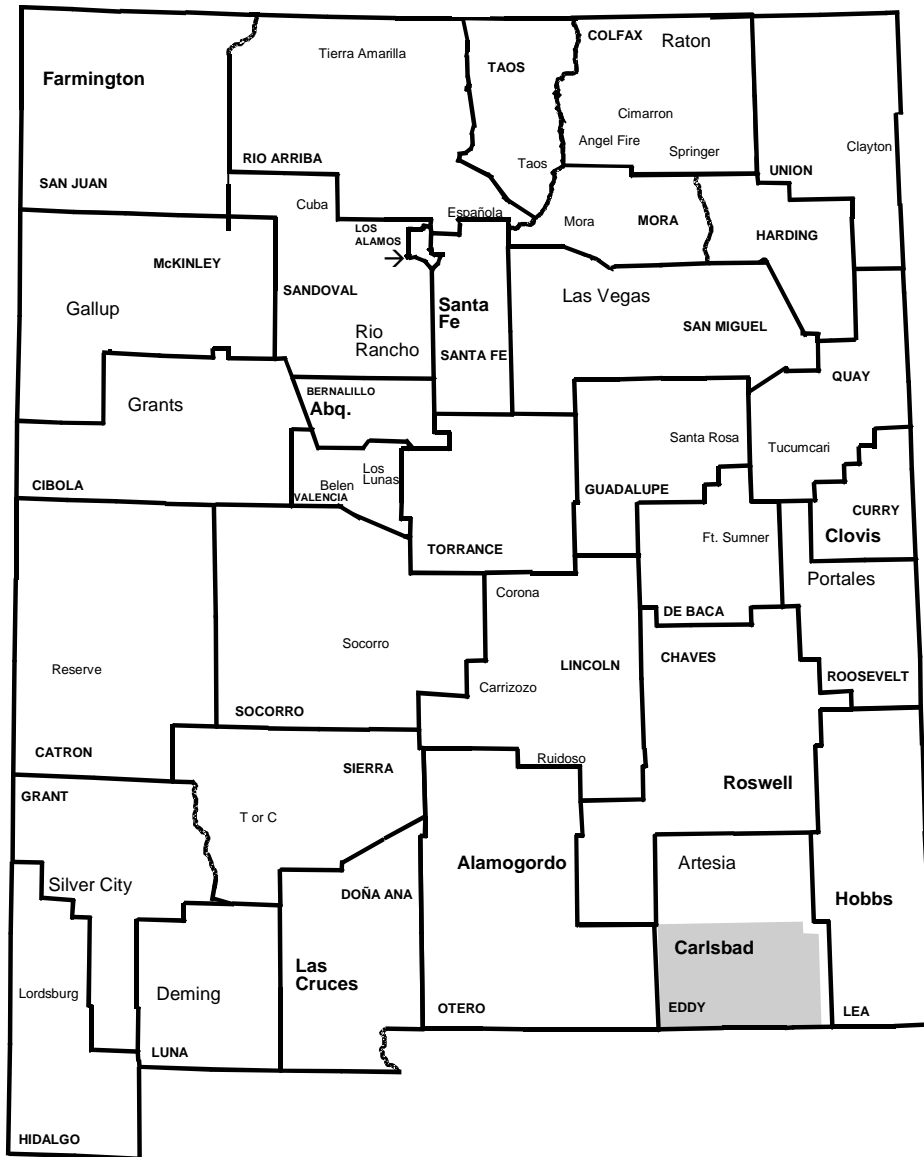 COLFAX
Raton
Tierra Amarilla
TAOS
Farmington
Cimarron
Angel Fire
Springer
Clayton
RIO ARRIBA
Taos
UNION
SAN JUAN
Cuba
Española
Mora
MORA
LOS
ALAMOS
HARDING
McKINLEY
SANDOVAL
Santa
Fe
Las Vegas
Gallup
Rio
Rancho
SANTA FE
SAN MIGUEL
QUAY
BERNALILLO
Abq.
Grants
Santa Rosa
Tucumcari
Los
Lunas
Belen
VALENCIA
CIBOLA
GUADALUPE
CURRY
Clovis
TORRANCE
Ft. Sumner
Portales
Corona
DE BACA
Socorro
LINCOLN
CHAVES
Reserve
Carrizozo
ROOSEVELT
SOCORRO
CATRON
SIERRA
Ruidoso
Roswell
GRANT
T or C
Alamogordo
Artesia
Silver City
DOÑA ANA
Hobbs
Carlsbad
Las
Cruces
Lordsburg
Deming
OTERO
EDDY
LEA
LUNA
HIDALGO